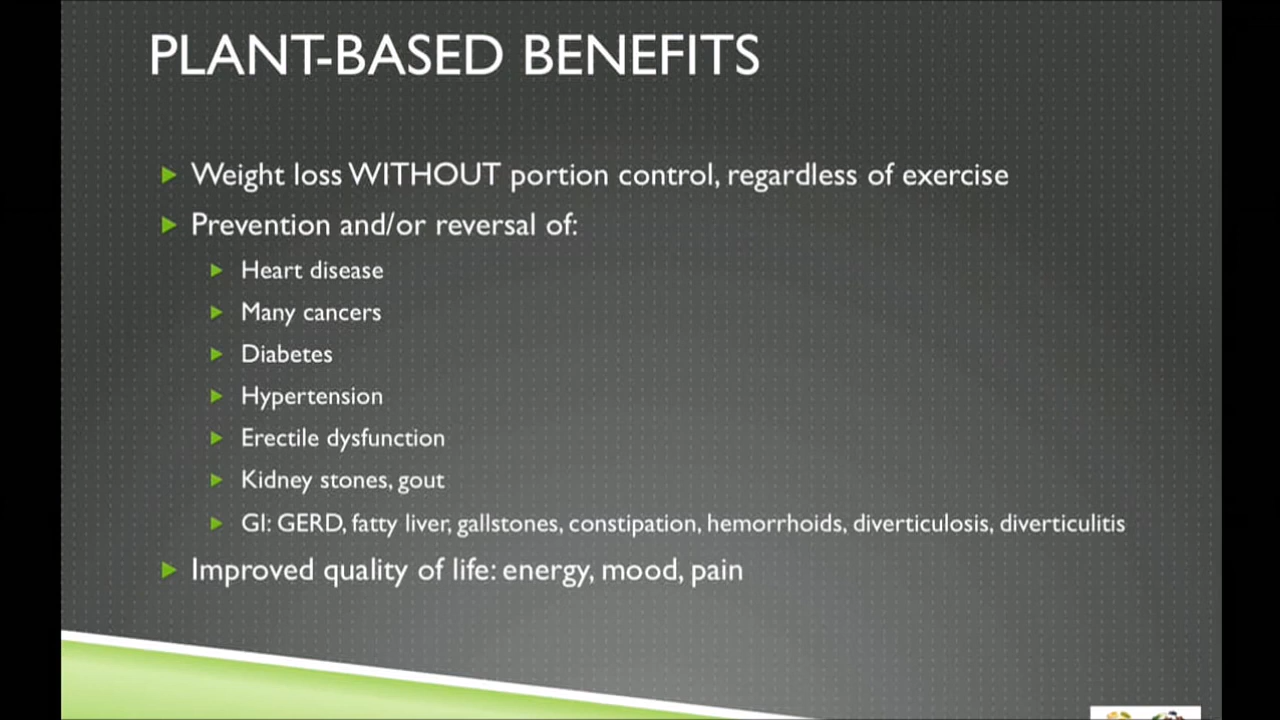 PLANT-BASED BENEFITS
Weight loss WITHOUT portion control, regardless of exercise
Prevention and/or reversal of:
Heart disease
Many cancers
Diabetes
Hypertension
Erectile dysfunction
Kidney stones, gout
GI: GERD, fatty liver, gallstones, constipation, hemorrhoids, diverticulosis, diverticulitis
Improved quality of life: energy, mood, pain